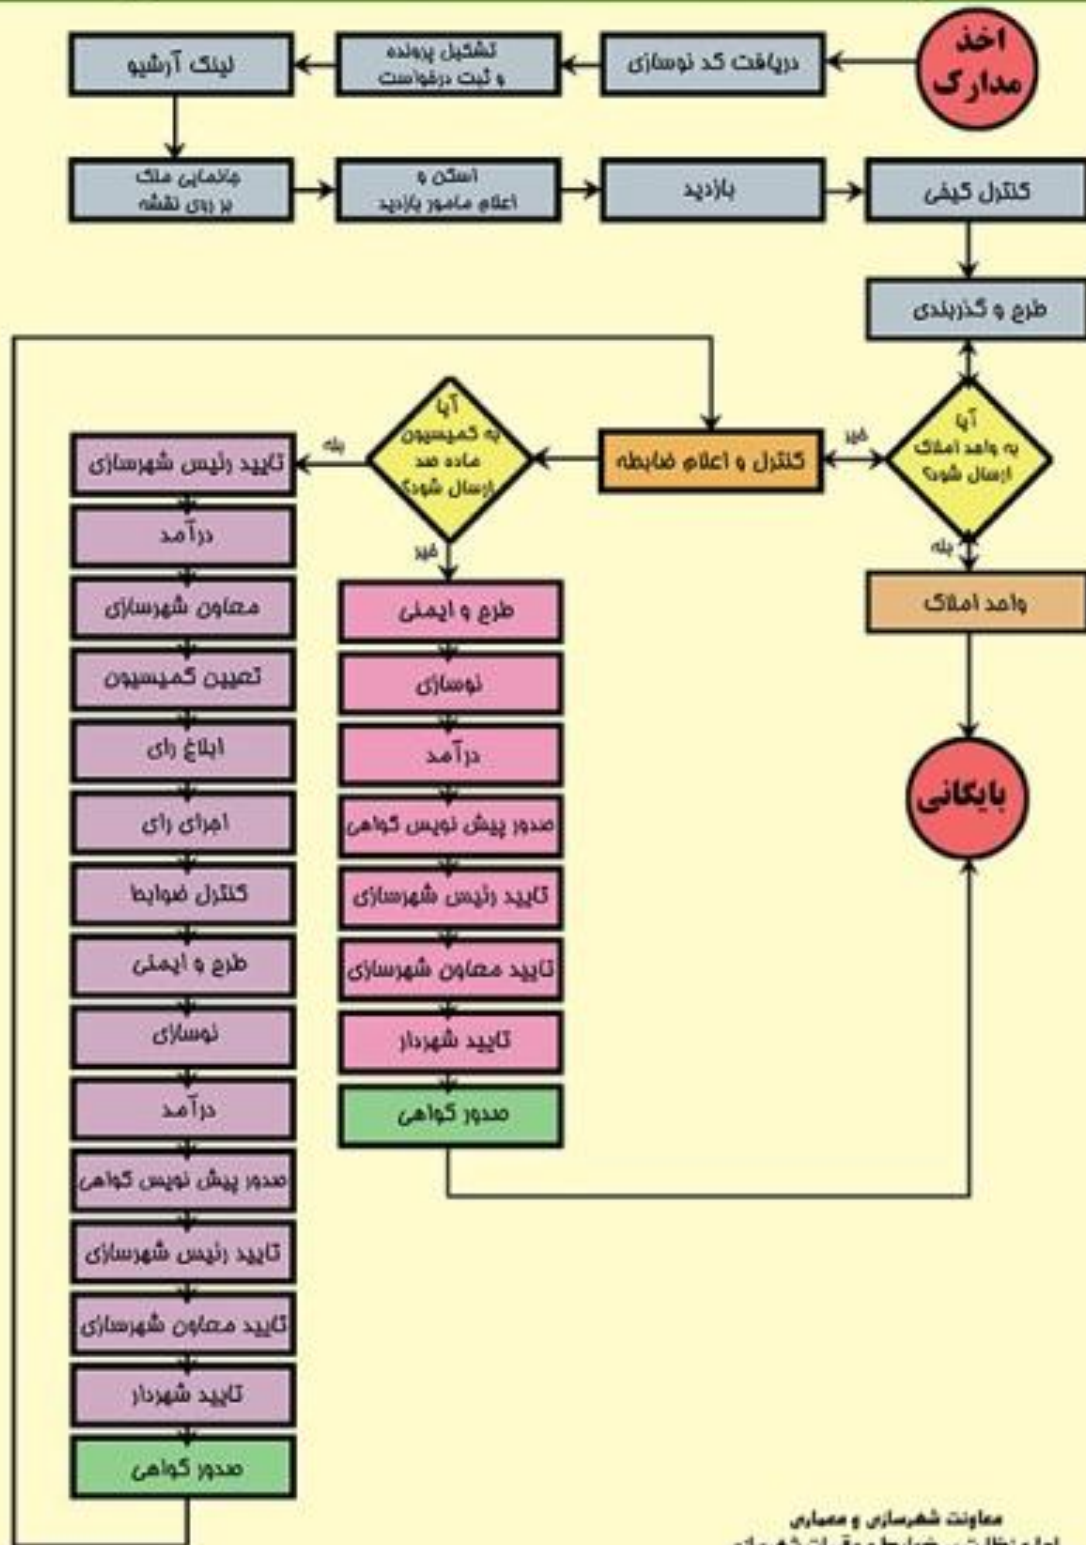 اخذ
مدارک
دریافت کد نوسازی
تشکیل پرونده
و ثبت درخواست
لینک آرشیو
جانمایی ملک
بر روی نقشه
اسکن و
اعلام مامور بازدید
بازدید
کنترل کیفی
طرح و گذربندی
آیا
به واحد املاک
ارسال شود؟
خیر
بله
واحد املاک
بایگانی
کنترل و اعلام ضابطه
آیا
به کمیسیون
ماده صد
ارسال شود؟
خیر
بله
طرح و ایمنی
نوسازی
درآمد
صدور پیش نویس گواهی
تایید رئیس شهرسازی
تایید معاون شهرسازی
تایید شهردار
صدور گواهی
تایید رئیس شهرسازی
درآمد
معاون شهرسازی
تعیین کمیسیون
ابلاغ رای
اجرای رای
کنترل ضوابط
طرح و ایمنی
نوسازی
درآمد
صدور پیش نویس گواهی
تایید رئیس شهرسازی
تایید معاون شهرسازی
تایید شهردار
صدور گواهی
معاونت شهرسازی و معماری